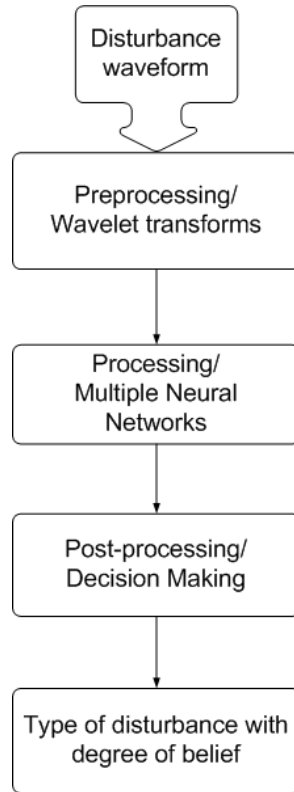 Disturbance
waveform
Preprocessing/
Wavelet transforms
Processing/
Multiple Neural
Networks
Post-processing/
Decision Making
Type of disturbance with
degree of belief